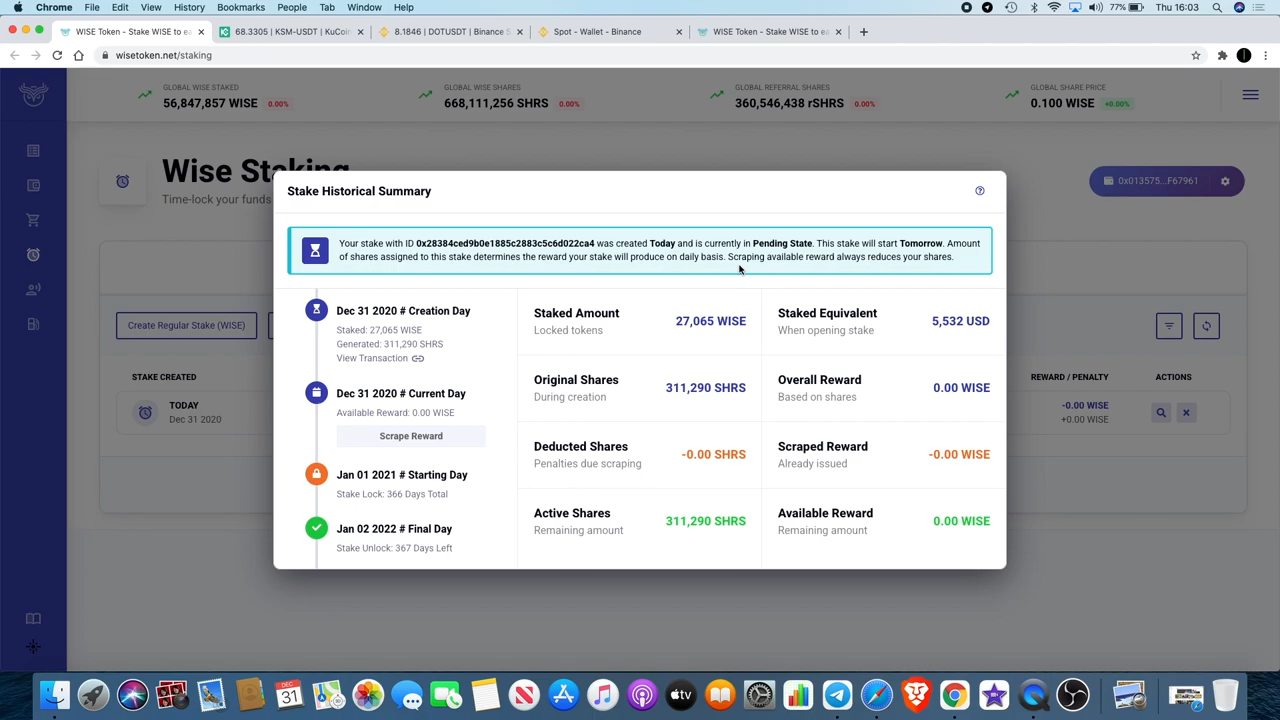 Chrome File Edit View History Bookmarks People Tab Window Help
77% Thu 16:03
WISE Token - Stake WISE to ea
68.3305 | KSM-USDT | KuCoin
8.1846 | DOTUSDT | Binance S
Spot - Wallet - Binance
WISE Token - Stake WISE to ea
wisetoken.net/staking
GLOBAL WISE STAKED
56,847,857 WISE 0.00%
GLOBAL WISE SHARES
668,111,256 SHRS 0.00%
GLOBAL REFERRAL SHARES
360,546,438 rSHRS 0.00%
GLOBAL SHARE PRICE
0.100 WISE +0.00%
Wise Staking
Time-lock your funds
0x013575...F67961
Stake Historical Summary
Your stake with ID 0x28384ced9b0e1885c2883c5c6d022ca4 was created Today and is currently in Pending State. This stake will start Tomorrow. Amount
of shares assigned to this stake determines the reward your stake will produce on daily basis. Scraping available reward always reduces your shares.
Create Regular Stake (WISE)
STAKE CREATED
TODAY
Dec 31 2020
Dec 31 2020 # Creation Day
Staked: 27,065 WISE
Generated: 311,290 SHRS
View Transaction
Dec 31 2020 # Current Day
Available Reward: 0.00 WISE
Scrape Reward
Jan 01 2021 # Starting Day
Stake Lock: 366 Days Total
Jan 02 2022 # Final Day
Stake Unlock: 367 Days Left
Staked Amount
Locked tokens
27,065 WISE
Staked Equivalent
When opening stake
5,532 USD
Original Shares
During creation
311,290 SHRS
Overall Reward
Based on shares
0.00 WISE
Deducted Shares
Penalties due scraping
-0.00 SHRS
Scraped Reward
Already issued
-0.00 WISE
Active Shares
Remaining amount
311,290 SHRS
Available Reward
Remaining amount
0.00 WISE
REWARD / PENALTY
ACTIONS
-0.00 WISE
+0.00 WISE
DEC
31
tv